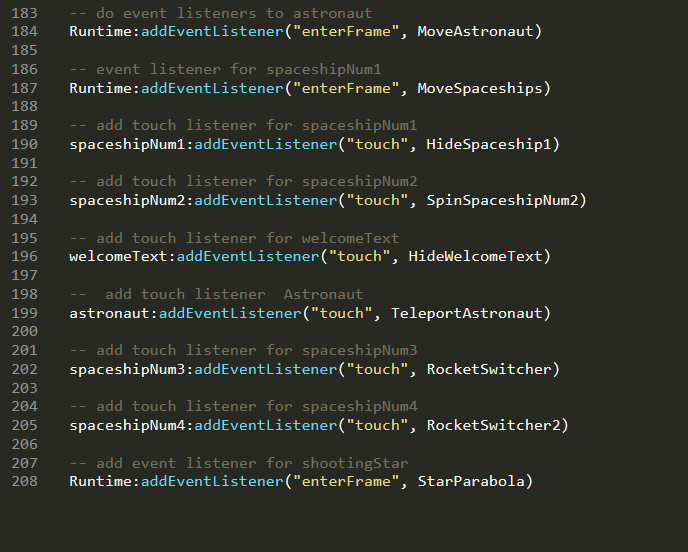 183 -- do event listeners to astronaut
184 Runtime:addEventListener("enterFrame", MoveAstronaut)
185
186 -- event listener for spaceshipNum1
187 Runtime:addEventListener("enterFrame", MoveSpaceships)
188
189 -- add touch listener for spaceshipNum1
190 spaceshipNum1:addEventListener("touch", HideSpaceship1)
191
192 -- add touch listener for spaceshipNum2
193 spaceshipNum2:addEventListener("touch", SpinSpaceshipNum2)
194
195 -- add touch listener for welcomeText
196 welcomeText:addEventListener("touch", HideWelcomeText)
197
198 --  add touch listener  Astronaut
199 astronaut:addEventListener("touch", TeleportAstronaut)
200
201 -- add touch listener for spaceshipNum3
202 spaceshipNum3:addEventListener("touch", RocketSwitcher)
203
204 -- add touch listener for spaceshipNum4
205 spaceshipNum4:addEventListener("touch", RocketSwitcher2)
206
207 -- add event listener for shootingStar
208 Runtime:addEventListener("enterFrame", StarParabola)